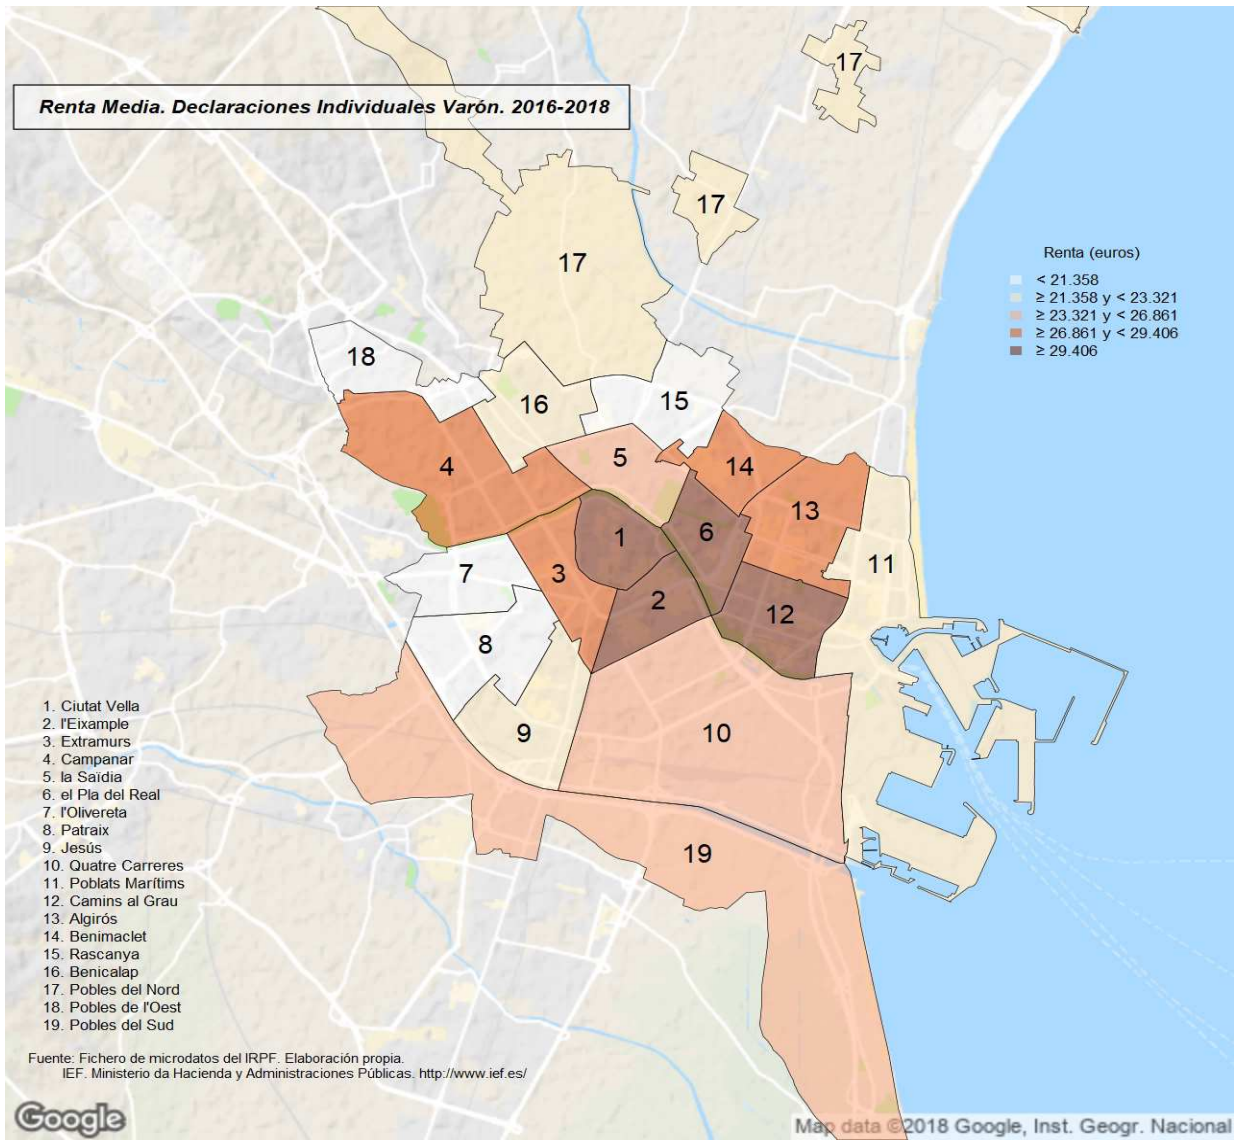 17
Renta Media. Declaraciones Individuales Varón. 2016-2018
17
17
Renta (euros)
< 21.358
≥ 21.358 y < 23.321
≥ 23.321 y < 26.861
≥ 26.861 y < 29.406
≥ 29.406
18
16
15
5
4
14
13
6
1
11
7
3
2
12
8
9
10
19
1. Ciutat Vella
2. l'Eixample
3. Extramurs
4. Campanar
5. la Saïdia
6. el Pla del Real
7. l'Olivereta
8. Patraix
9. Jesús
10. Quatre Carreres
11. Poblats Marítims
12. Camins al Grau
13. Algirós
14. Benimaclet
15. Rascanya
16. Benicalap
17. Pobles del Nord
18. Pobles de l'Oest
19. Pobles del Sud
Fuente: Fichero de microdatos del IRPF. Elaboración propia.
IEF. Ministerio da Hacienda y Administraciones Públicas. http://www.ief.es/
Google
Map data ©2018 Google, Inst. Geogr. Nacional